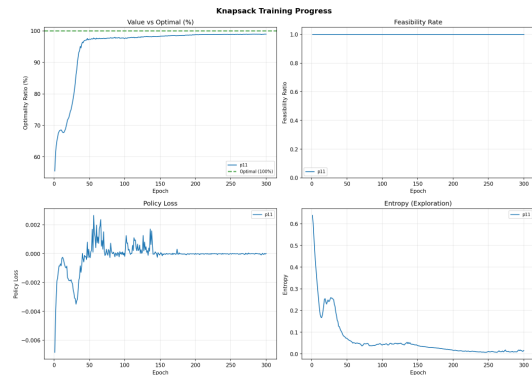 Knapsack Training Progress
Value vs Optimal (%)
Optimality Ratio (%)
100
90
80
70
60
0
50
100
150
200
250
300
Epoch
p11
Optimal (100%)
Feasibility Rate
Feasibility Ratio
1.0
0.8
0.6
0.4
0.2
0.0
0
50
100
150
200
250
300
Epoch
p11
Policy Loss
Policy Loss
0.002
0.000
−0.002
−0.004
−0.006
0
50
100
150
200
250
300
Epoch
p11
Entropy (Exploration)
Entropy
0.6
0.5
0.4
0.3
0.2
0.1
0.0
0
50
100
150
200
250
300
Epoch
p11